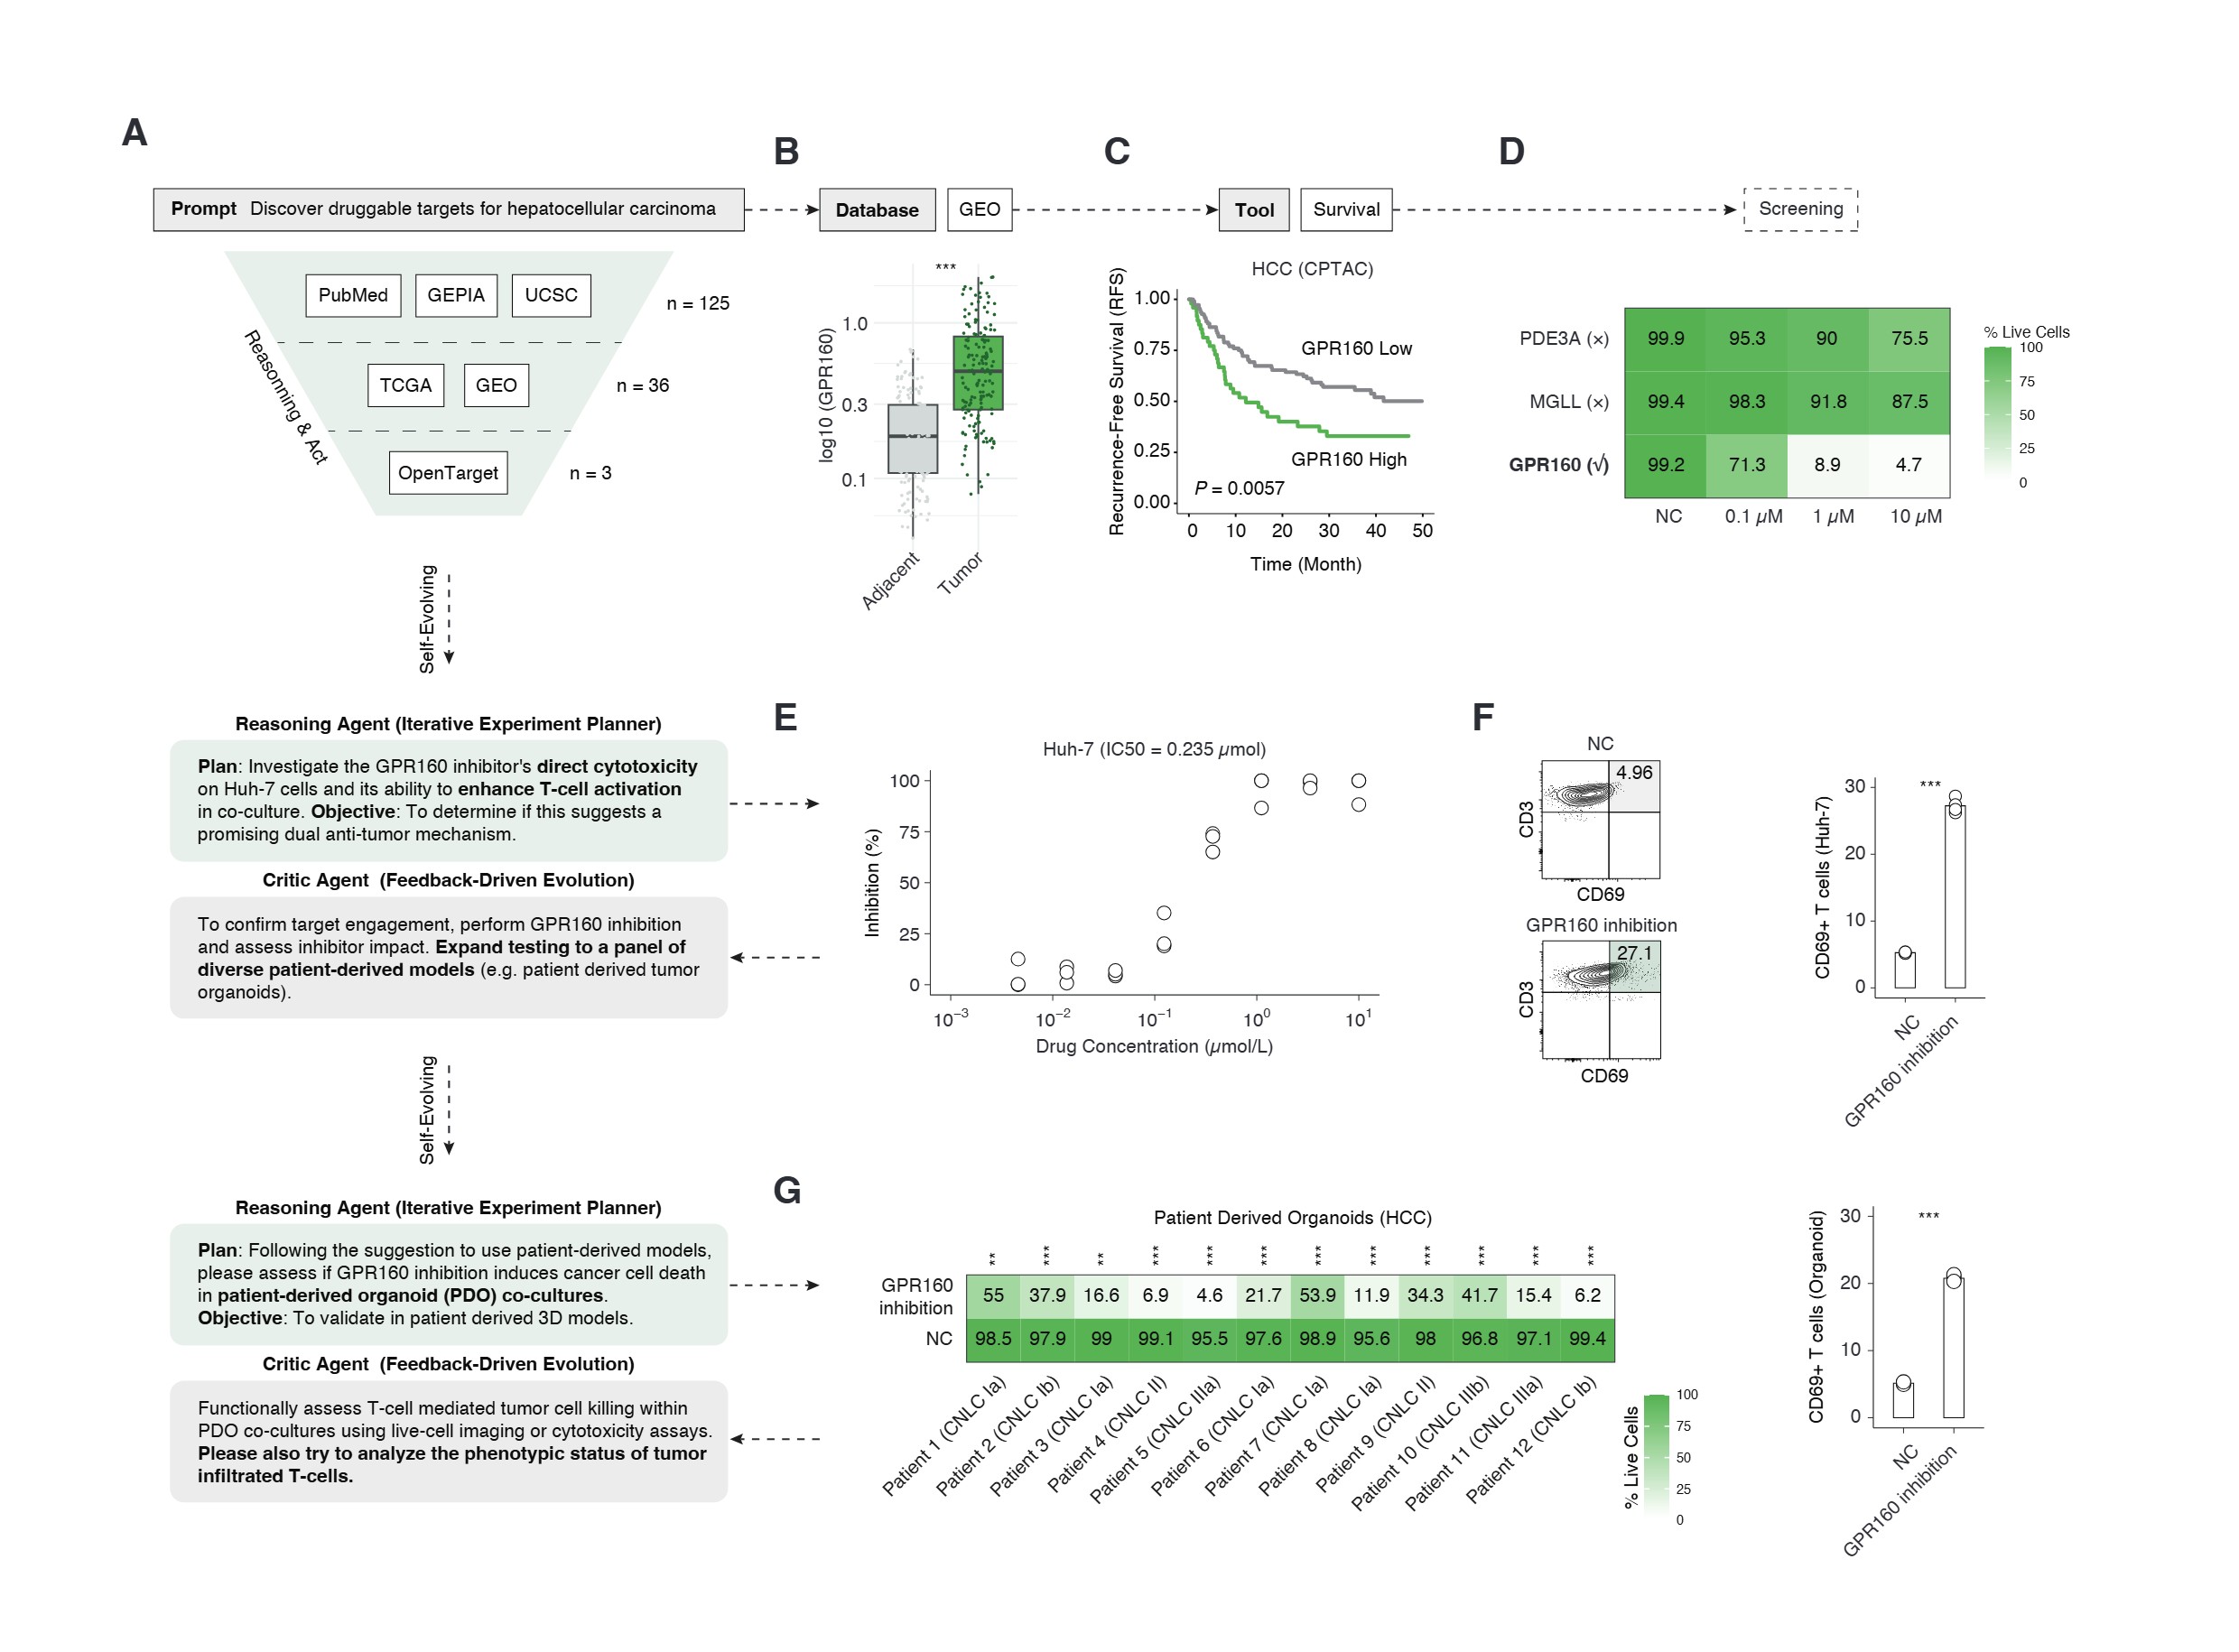 A
Prompt Discover druggable targets for hepatocellular carcinoma
PubMed GEPIA UCSC
n = 125
TCGA GEO
n = 36
OpenTarget
n = 3
Reasonning & Act
B
Database GEO
***
log10 (GPR160)
1.0
0.3
0.1
Adjacent Tumor
C
Tool Survival
HCC (CPTAC)
Recurrence-Free Survival (RFS)
1.00
0.75
0.50
0.25
0.00
GPR160 Low
GPR160 High
P = 0.0057
0 10 20 30 40 50
Time (Month)
D
Screening
PDE3A (×) 99.9 95.3 90 75.5
MGLL (×) 99.4 98.3 91.8 87.5
GPR160 (√) 99.2 71.3 8.9 4.7
NC 0.1 µM 1 µM 10 µM
% Live Cells
100
75
50
25
0
Self-Evolving
Reasoning Agent (Iterative Experiment Planner)
Plan: Investigate the GPR160 inhibitor's direct cytotoxicity
on Huh-7 cells and its ability to enhance T-cell activation
in co-culture. Objective: To determine if this suggests a
promising dual anti-tumor mechanism.
Critic Agent (Feedback-Driven Evolution)
To confirm target engagement, perform GPR160 inhibition
and assess inhibitor impact. Expand testing to a panel of
diverse patient-derived models (e.g. patient derived tumor
organoids).
E
Huh-7 (IC50 = 0.235 µmol)
Inhibition (%)
100
75
50
25
0
10−3 10−2 10−1 100 101
Drug Concentration (µmol/L)
F
NC
4.96
CD3
CD69
GPR160 inhibition
27.1
CD3
CD69
CD69+ T cells (Huh-7)
***
30
20
10
0
NC
GPR160 inhibition
Self-Evolving
Reasoning Agent (Iterative Experiment Planner)
Plan: Following the suggestion to use patient-derived models,
please assess if GPR160 inhibition induces cancer cell death
in patient-derived organoid (PDO) co-cultures.
Objective: To validate in patient derived 3D models.
Critic Agent (Feedback-Driven Evolution)
Functionally assess T-cell mediated tumor cell killing within
PDO co-cultures using live-cell imaging or cytotoxicity assays.
Please also try to analyze the phenotypic status of tumor
infiltrated T-cells.
G
Patient Derived Organoids (HCC)
** *** ** *** *** *** *** *** *** *** *** ***
GPR160
inhibition
55 37.9 16.6 6.9 4.6 21.7 53.9 11.9 34.3 41.7 15.4 6.2
NC 98.5 97.9 99 99.1 95.5 97.6 98.9 95.6 98 96.8 97.1 99.4
Patient 1 (CNLC Ia)
Patient 2 (CNLC Ib)
Patient 3 (CNLC Ia)
Patient 4 (CNLC II)
Patient 5 (CNLC IIIa)
Patient 6 (CNLC Ia)
Patient 7 (CNLC Ia)
Patient 8 (CNLC Ia)
Patient 9 (CNLC II)
Patient 10 (CNLC IIIb)
Patient 11 (CNLC IIIa)
Patient 12 (CNLC Ib)
% Live Cells
100
75
50
25
0
CD69+ T cells (Organoid)
***
30
20
10
0
NC
GPR160 inhibition